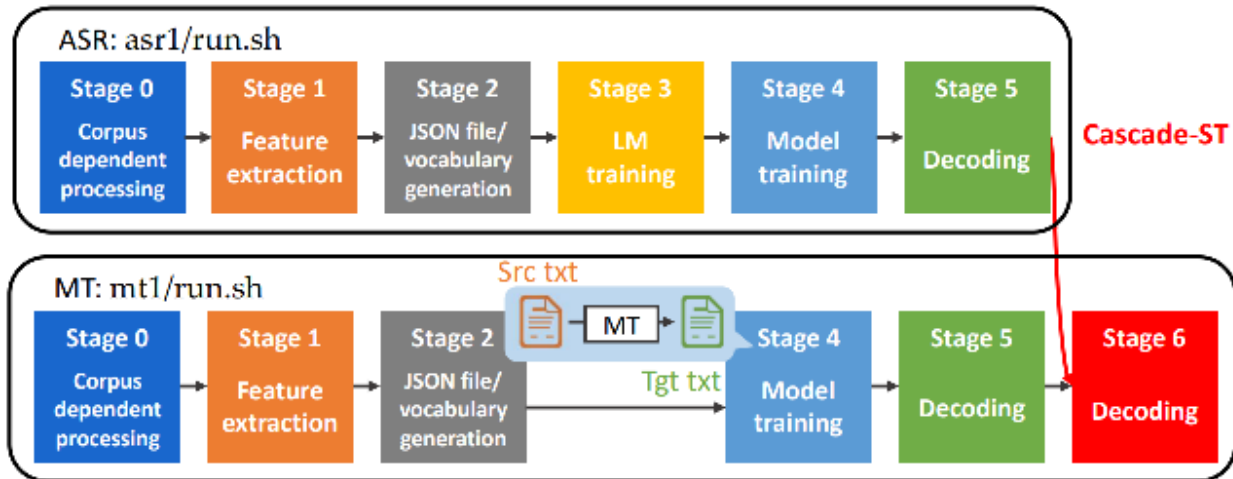 ASR: asr1/run.sh
Stage 0
Corpus
dependent
processing
Stage 1
Feature
extraction
Stage 2
JSON file/
vocabulary
generation
Stage 3
LM
training
Stage 4
Model
training
Stage 5
Decoding
Cascade-ST
MT: mt1/run.sh
Src txt
MT
Tgt txt
Stage 0
Corpus
dependent
processing
Stage 1
Feature
extraction
Stage 2
JSON file/
vocabulary
generation
Stage 4
Model
training
Stage 5
Decoding
Stage 6
Decoding